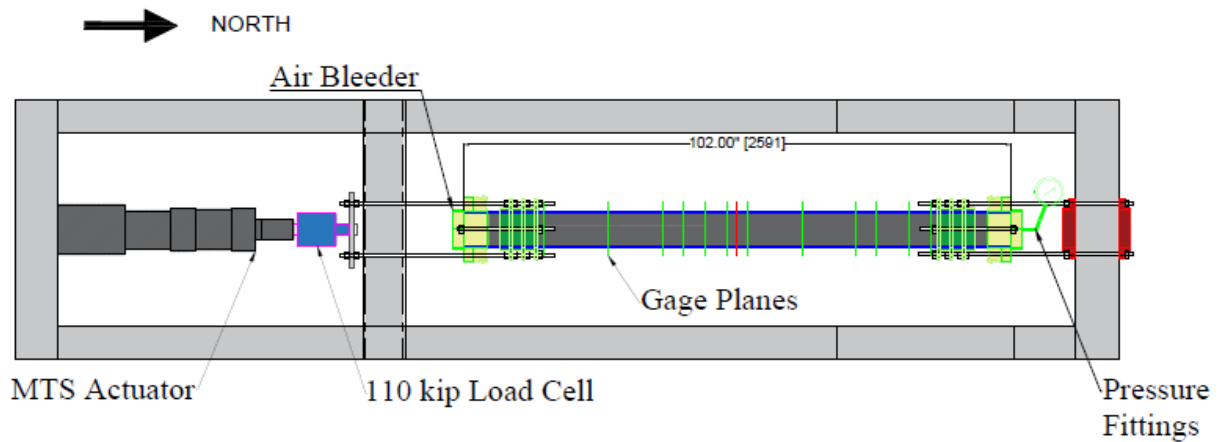 NORTH
Air Bleeder
102.00" [2591]
Gage Planes
MTS Actuator
110 kip Load Cell
Pressure
Fittings